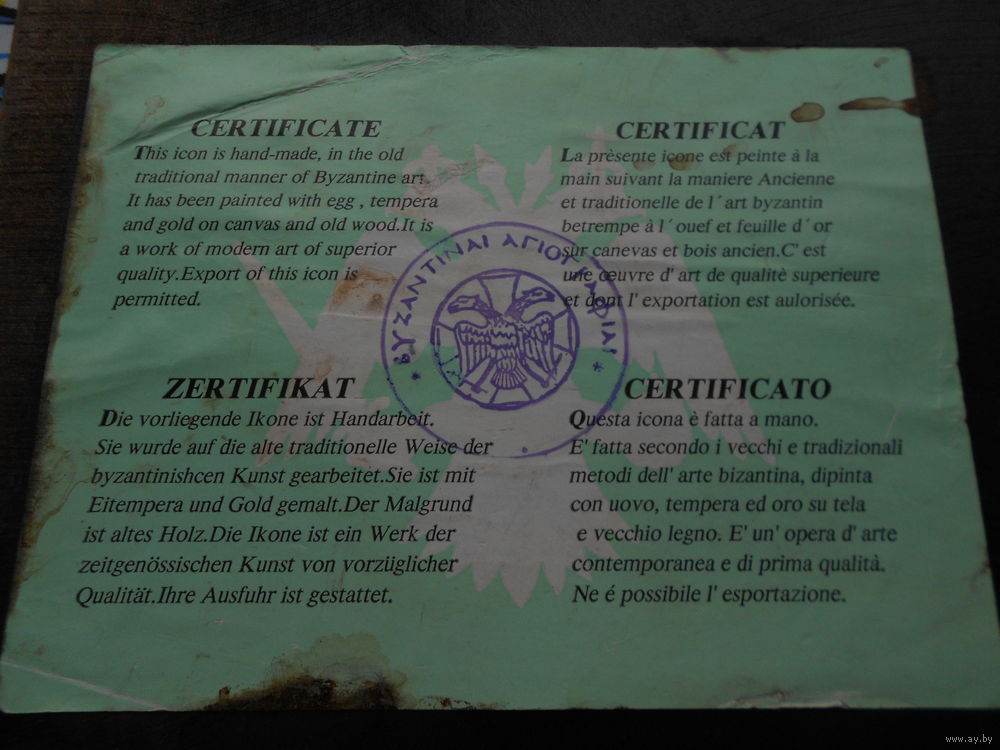 CERTIFICATE
This icon is hand-made, in the old
traditional manner of Byzantine art.
It has been painted with egg , tempera
and gold on canvas and old wood.It is
a work of modern art of superior
quality.Export of this icon is
permitted.
CERTIFICAT
La prèsente icone est peinte à la
main suivant la maniere Ancienne
et traditionelle de l´art byzantin
betrempe à l´ouef et feuille d´or
sur canevas et bois ancien.C' est
une œuvre d' art de qualitè superieure
et dont l' exportation est aulorisée.
ΒΥΖΑΝΤΙΝΑΙ ΑΓΙΟΓΡΑΦΙΑΙ
ZERTIFIKAT
Die vorliegende Ikone ist Handarbeit.
Sie wurde auf die alte traditionelle Weise der
byzantinishcen Kunst gearbeitet.Sie ist mit
Eitempera und Gold gemalt.Der Malgrund
ist altes Holz.Die Ikone ist ein Werk der
zeitgenössischen Kunst von vorzüglicher
Qualität.Ihre Ausfuhr ist gestattet.
CERTIFICATO
Questa icona è fatta a mano.
E' fatta secondo i vecchi e tradizionali
metodi dell' arte bizantina, dipinta
con uovo, tempera ed oro su tela
e vecchio legno. E' un' opera d' arte
contemporanea e di prima qualità.
Ne é possibile l' esportazione.
www.ay.by